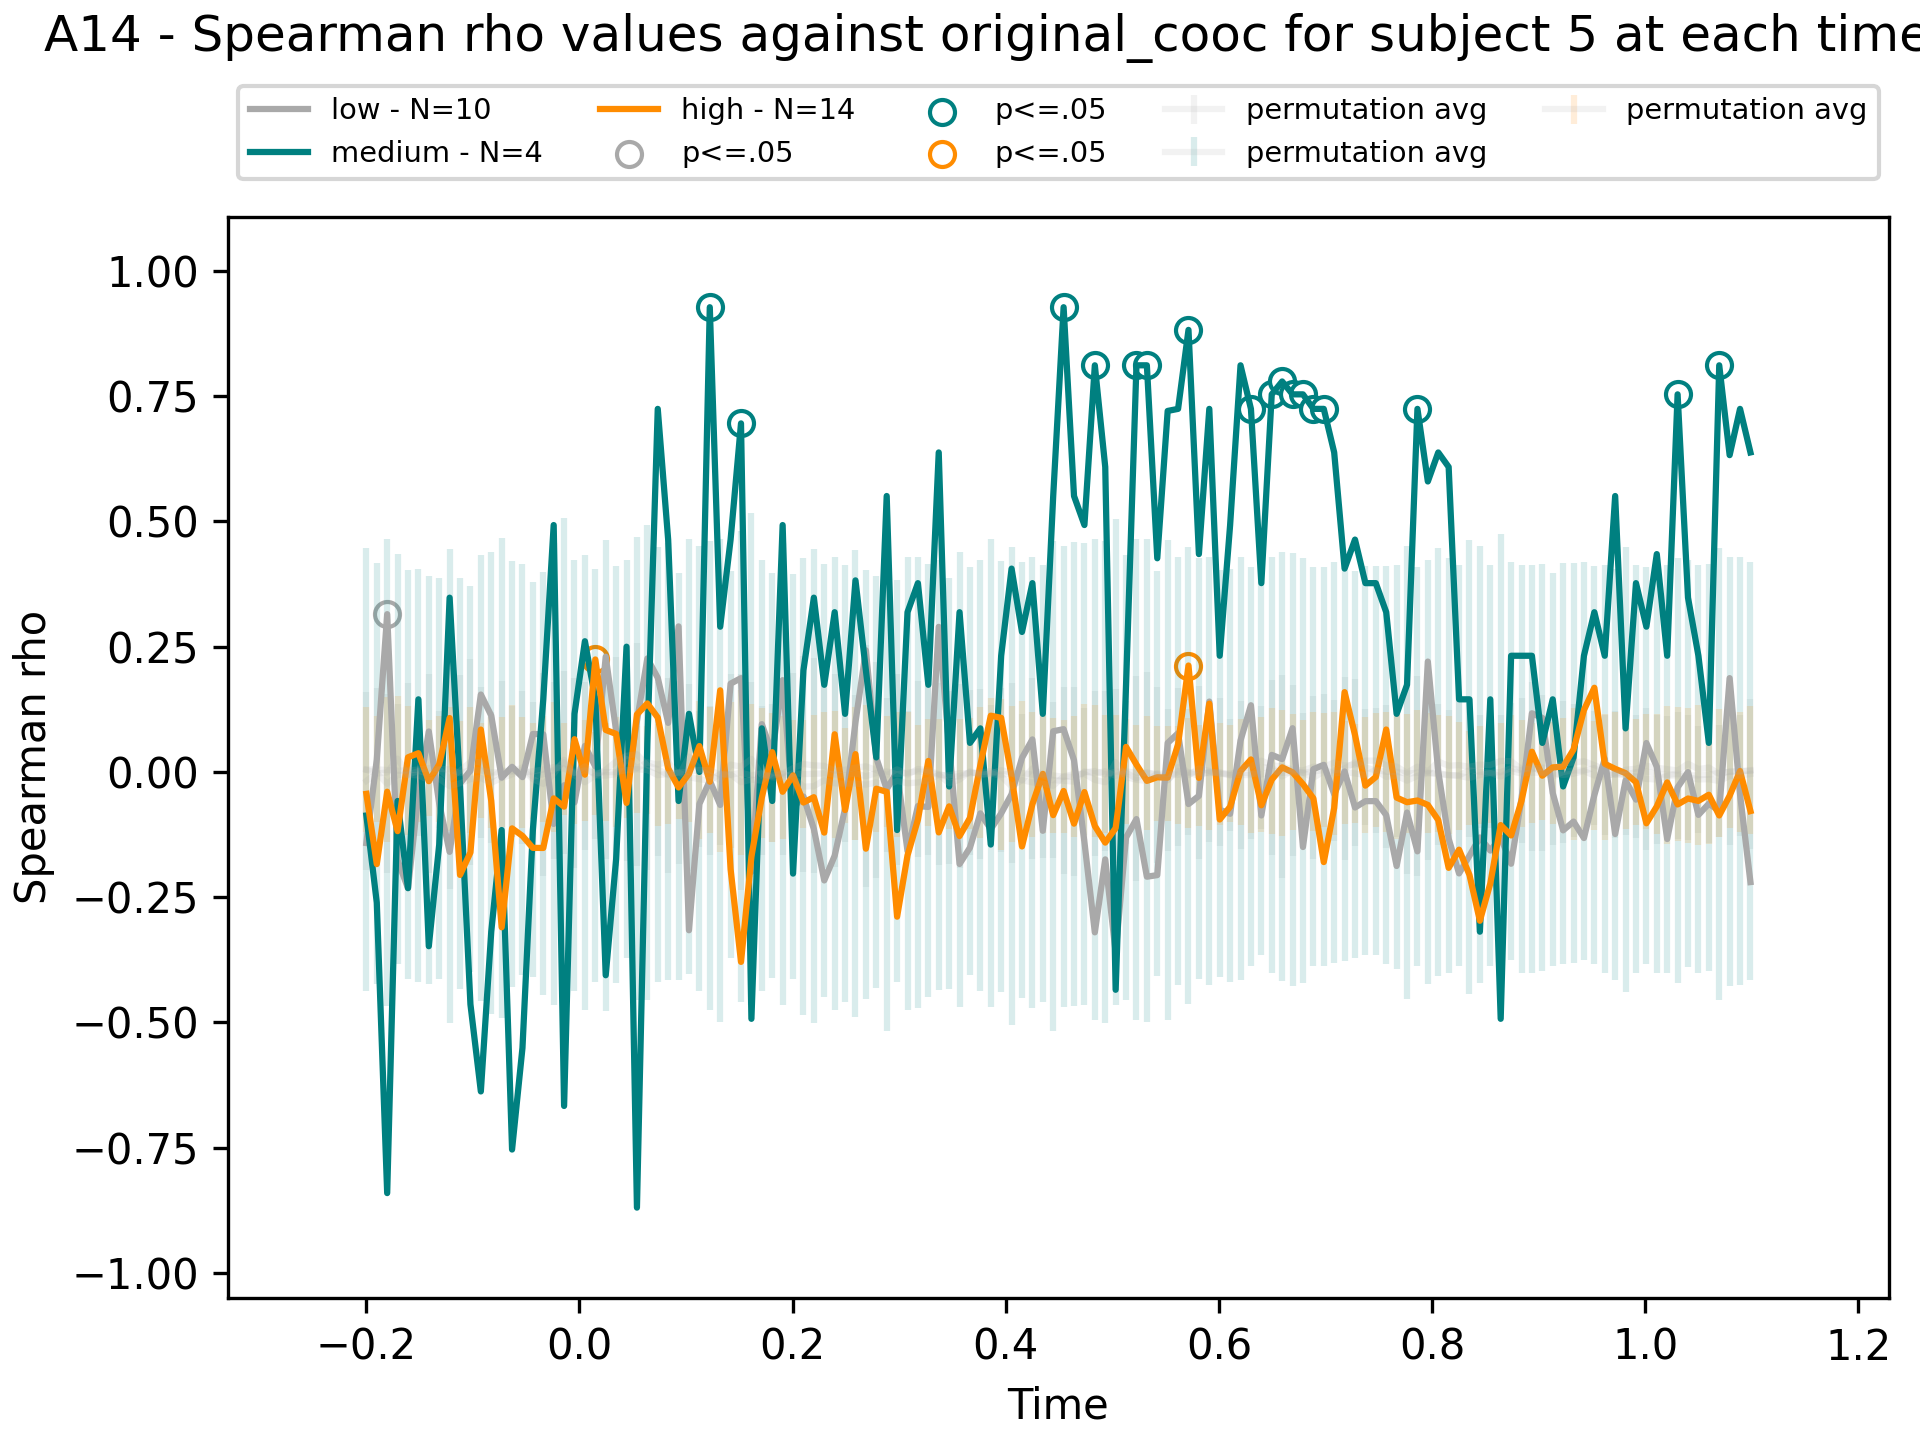 A14 - Spearman rho values against original_cooc for subject 5 at each time
low - N=10 high - N=14 p<=.05 permutation avg permutation avg
medium - N=4 p<=.05 p<=.05 permutation avg
1.00
0.75
0.50
0.25
0.00
−0.25
−0.50
−0.75
−1.00
Spearman rho
−0.2 0.0 0.2 0.4 0.6 0.8 1.0 1.2
Time